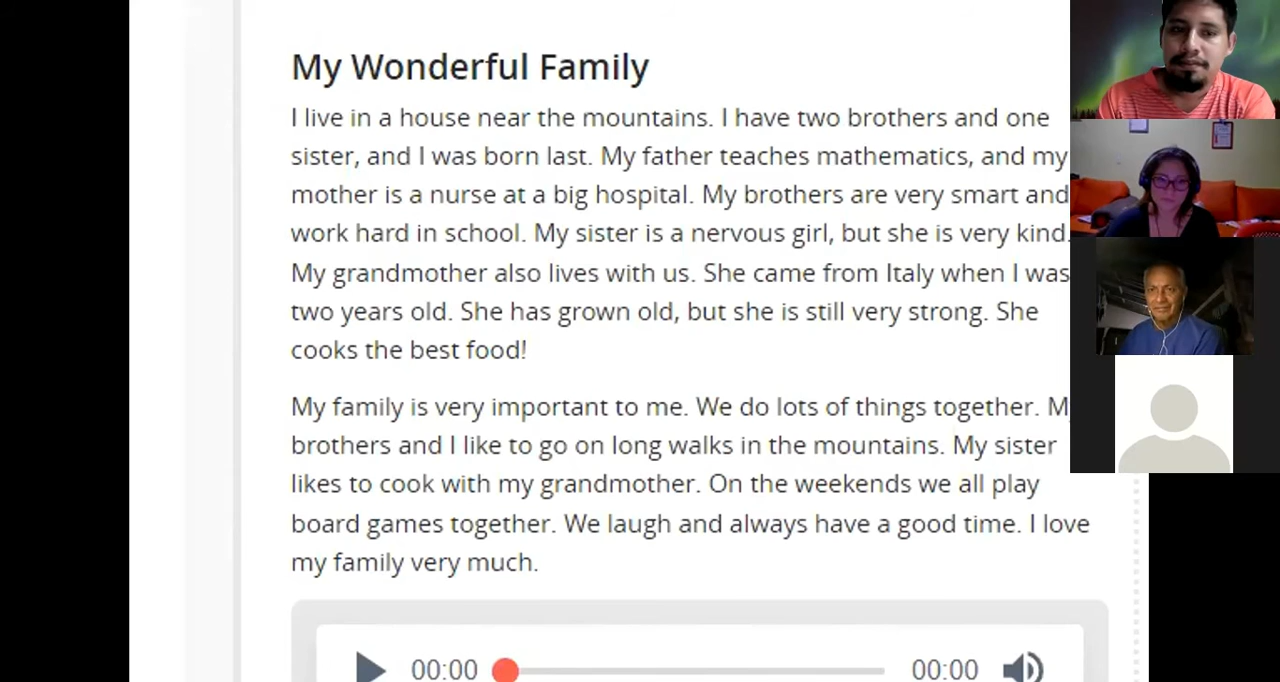 My Wonderful Family
I live in a house near the mountains. I have two brothers and one
sister, and I was born last. My father teaches mathematics, and my
mother is a nurse at a big hospital. My brothers are very smart and
work hard in school. My sister is a nervous girl, but she is very kind.
My grandmother also lives with us. She came from Italy when I was
two years old. She has grown old, but she is still very strong. She
cooks the best food!
My family is very important to me. We do lots of things together. M
brothers and I like to go on long walks in the mountains. My sister
likes to cook with my grandmother. On the weekends we all play
board games together. We laugh and always have a good time. I love
my family very much.
00:00 00:00